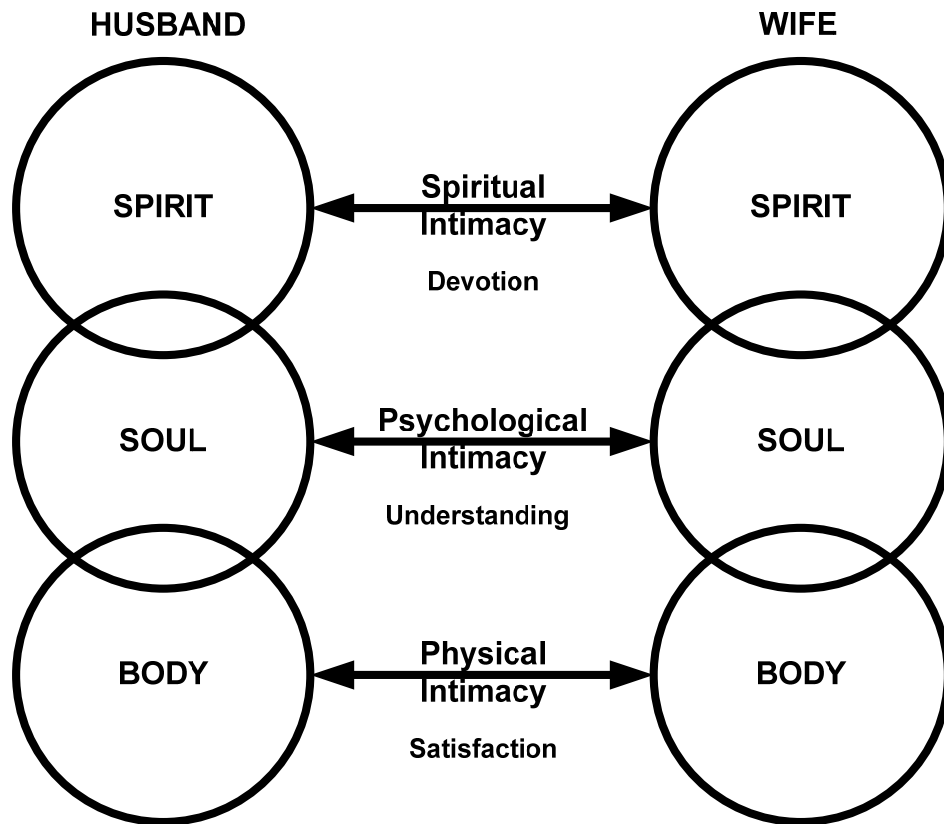 HUSBAND WIFE
SPIRIT Spiritual Intimacy SPIRIT
Devotion
SOUL Psychological Intimacy SOUL
Understanding
BODY Physical Intimacy BODY
Satisfaction